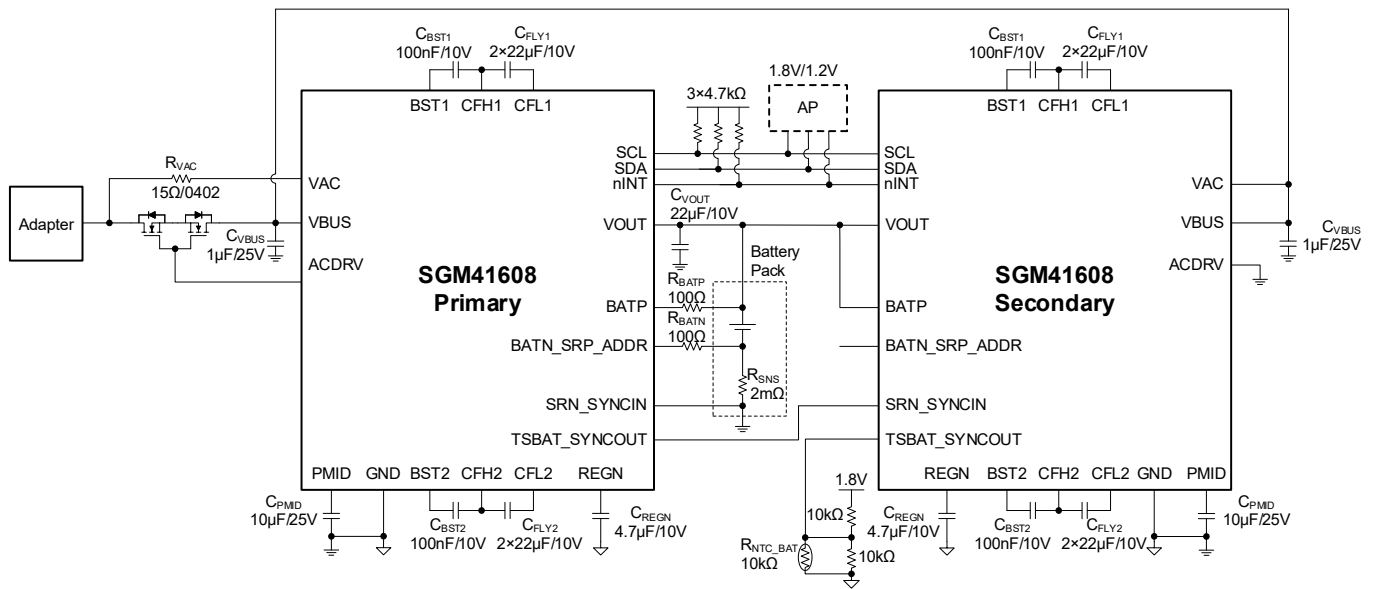 CBST1
100nF/10V
CFLY1
2×22μF/10V
BST1 CFH1 CFL1
Adapter
RVAC
15Ω/0402
CVBUS
1μF/25V
VAC
VBUS
ACDRV
SGM41608
Primary
SCL
SDA
nINT
VOUT
BATP
BATN_SRP_ADDR
SRN_SYNCIN
TSBAT_SYNCOUT
PMID GND BST2 CFH2 CFL2 REGN
CPMID
10μF/25V
CBST2
100nF/10V
CFLY2
2×22μF/10V
CREGN
4.7μF/10V
3×4.7kΩ
1.8V/1.2V
AP
CVOUT
22μF/10V
Battery
Pack
RBATP
100Ω
RBATN
100Ω
RSNS
2mΩ
1.8V
10kΩ
RNTC_BAT
10kΩ
10kΩ
CBST1
100nF/10V
CFLY1
2×22μF/10V
BST1 CFH1 CFL1
SCL
SDA
nINT
VOUT
BATP
BATN_SRP_ADDR
SRN_SYNCIN
TSBAT_SYNCOUT
SGM41608
Secondary
VAC
VBUS
ACDRV
CVBUS
1μF/25V
REGN BST2 CFH2 CFL2 GND PMID
CREGN
4.7μF/10V
CBST2
100nF/10V
CFLY2
2×22μF/10V
CPMID
10μF/25V